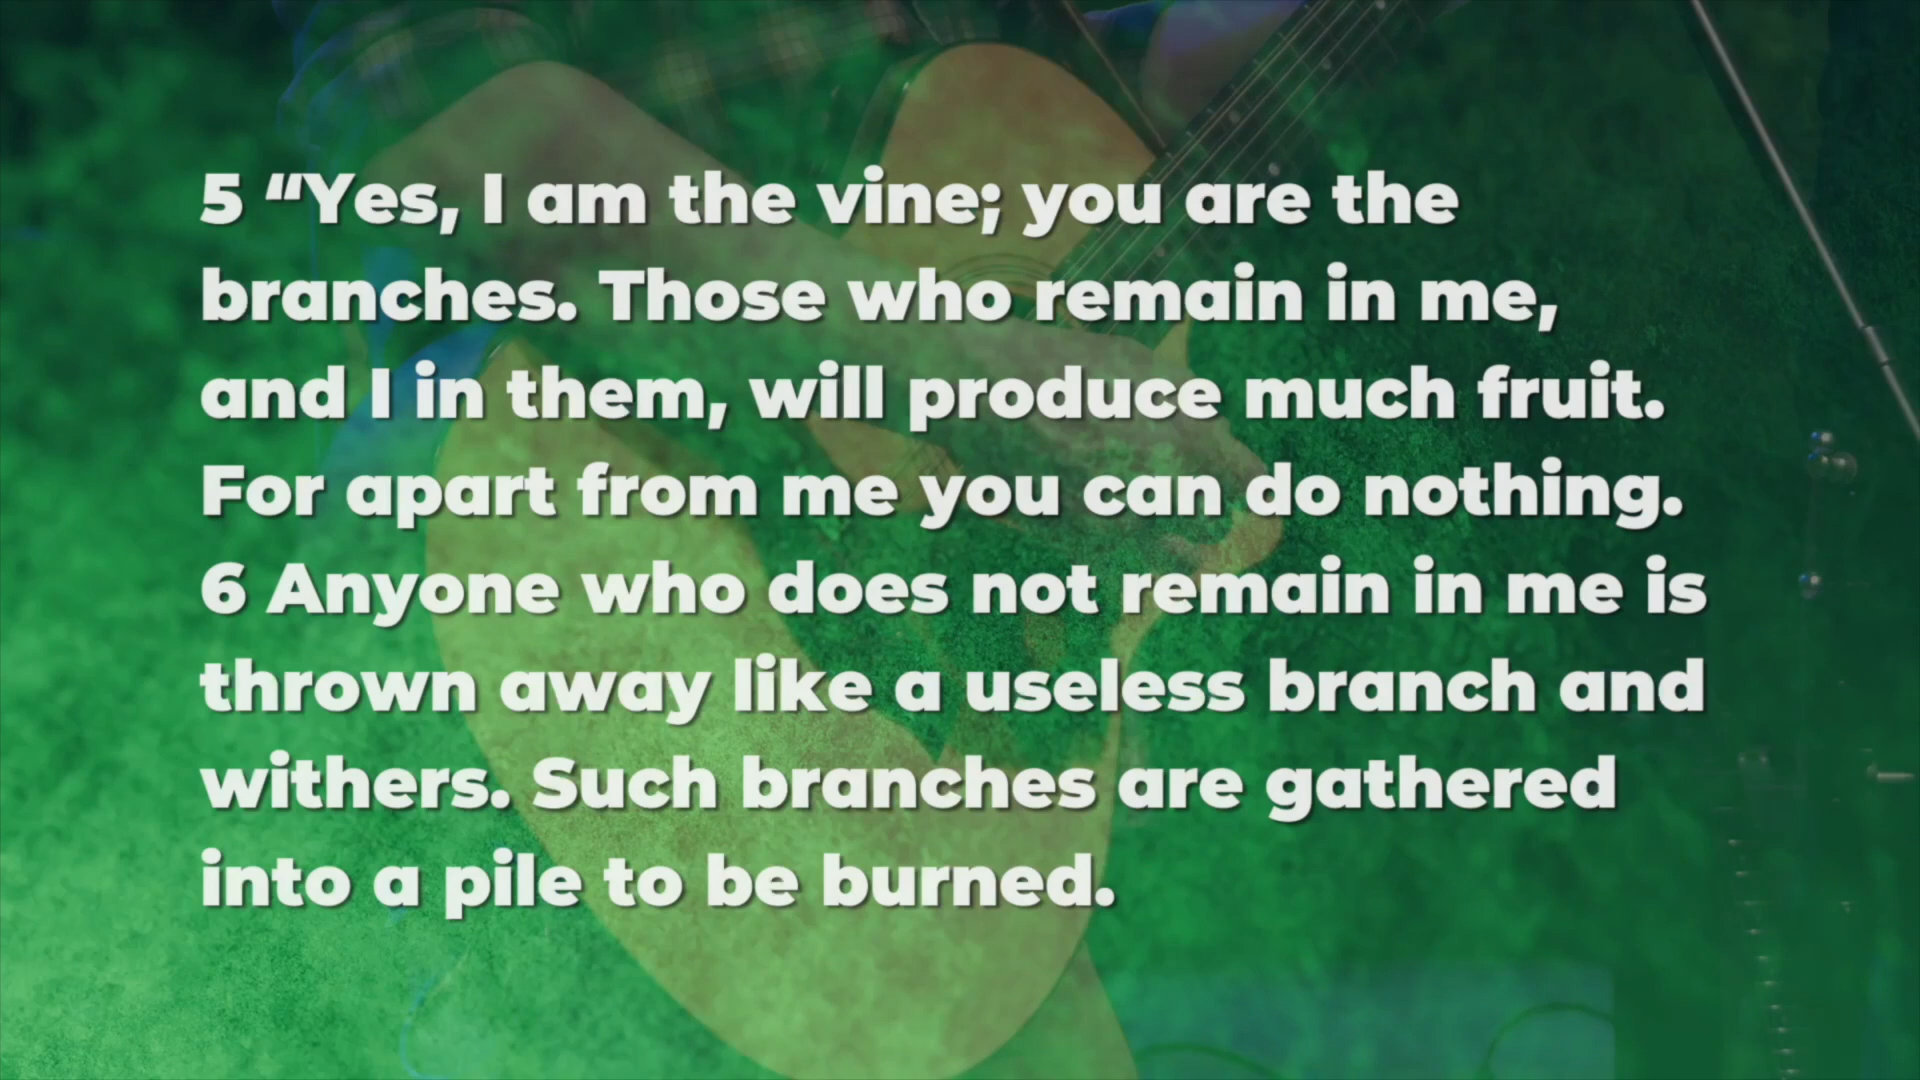 5 “Yes, I am the vine; you are the
branches. Those who remain in me,
and I in them, will produce much fruit.
For apart from me you can do nothing.
6 Anyone who does not remain in me is
thrown away like a useless branch and
withers. Such branches are gathered
into a pile to be burned.